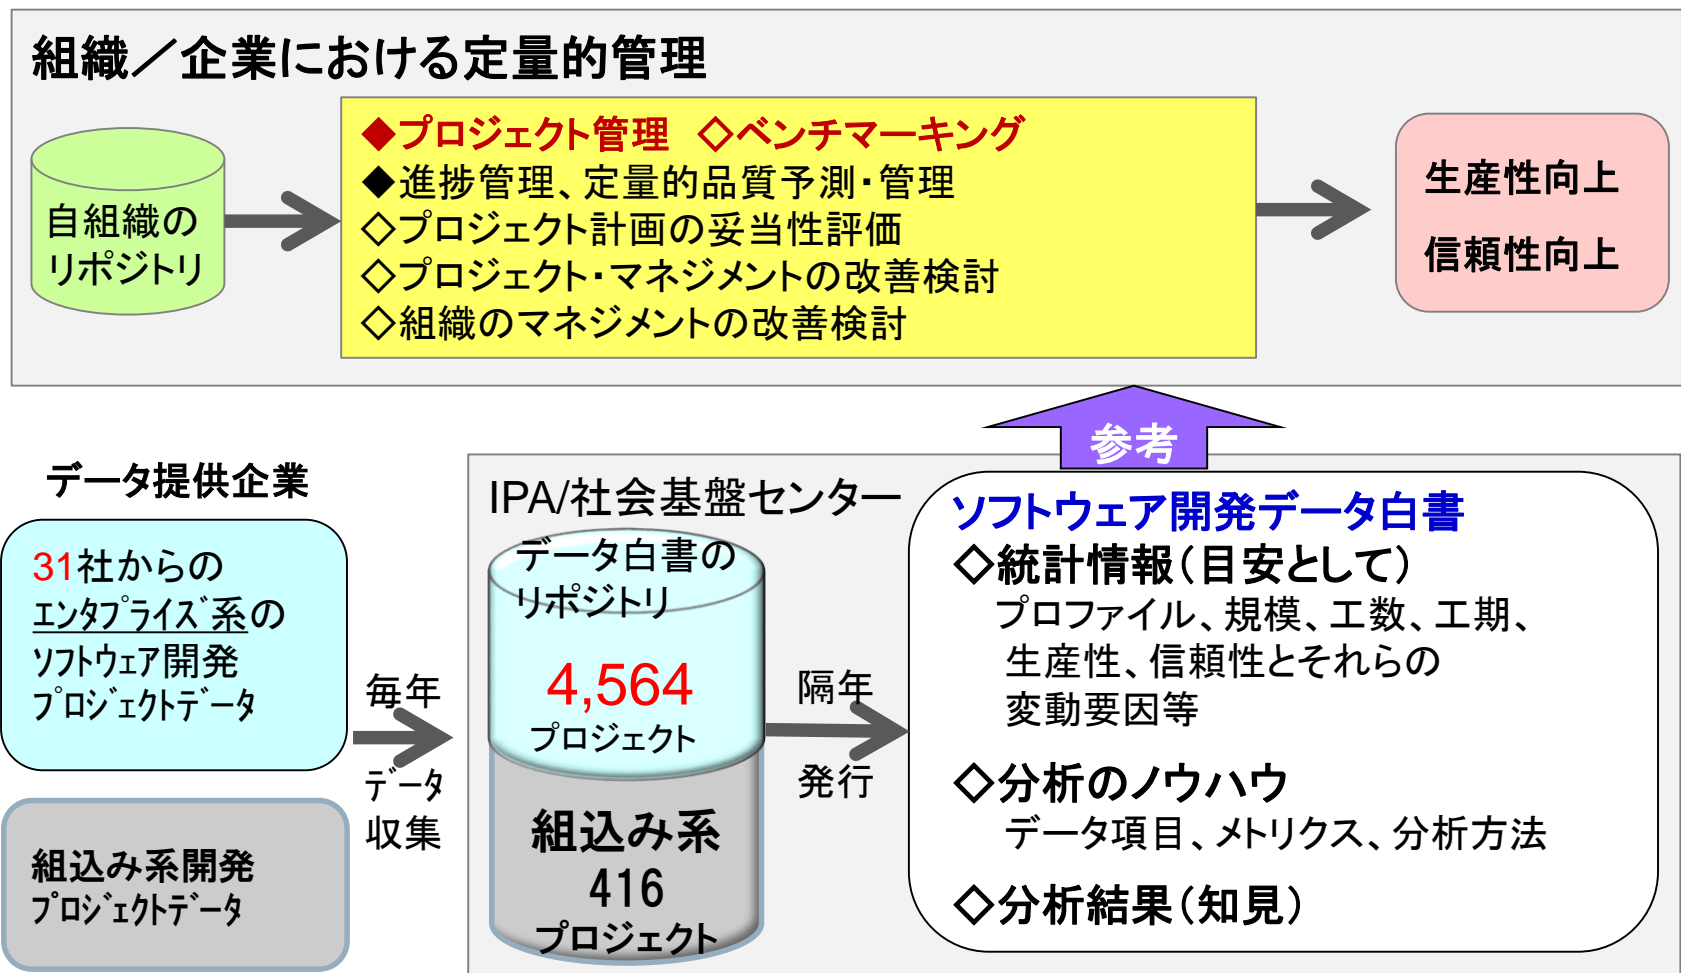 組織／企業における定量的管理
自組織の
リポジトリ
◆プロジェクト管理 ◇ベンチマーキング
◆進捗管理、定量的品質予測・管理
◇プロジェクト計画の妥当性評価
◇プロジェクト・マネジメントの改善検討
◇組織のマネジメントの改善検討
生産性向上
信頼性向上
参考
データ提供企業
31社からの
ｴﾝﾀﾌﾟﾗｲｽﾞ系の
ｿﾌﾄｳｪｱ開発
ﾌﾟﾛｼﾞｪｸﾄﾃﾞｰﾀ
組込み系開発
ﾌﾟﾛｼﾞｪｸﾄﾃﾞｰﾀ
毎年
ﾃﾞｰﾀ
収集
IPA/社会基盤センター
データ白書の
リポジトリ
4,564
プロジェクト
組込み系
416
プロジェクト
隔年
発行
ソフトウェア開発データ白書
◇統計情報（目安として）
プロファイル、規模、工数、工期、
生産性、信頼性とそれらの
変動要因等
◇分析のノウハウ
データ項目、メトリクス、分析方法
◇分析結果（知見）